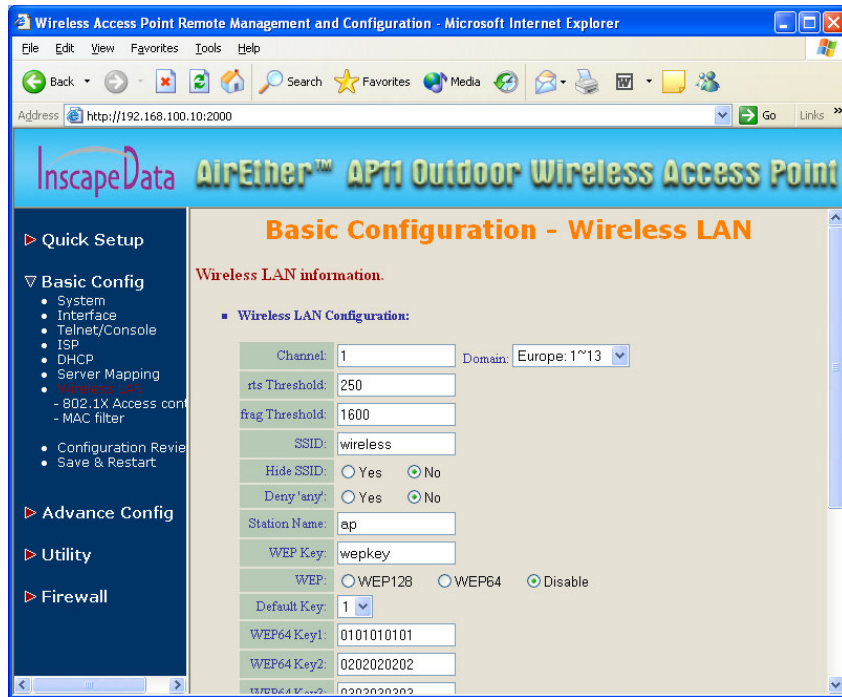 Wireless Access Point Remote Management and Configuration - Microsoft Internet Explorer
File Edit View Favorites Tools Help
Back Search Favorites Media
Address http://192.168.100.10:2000 Go Links »
InscapeData AirEther™ AP11 Outdoor Wireless Access Point
Quick Setup
Basic Config
System
Interface
Telnet/Console
ISP
DHCP
Server Mapping
Wireless LAN
- 802.1X Access cont
- MAC filter
Configuration Revie
Save & Restart
Advance Config
Utility
Firewall
Basic Configuration - Wireless LAN
Wireless LAN information.
Wireless LAN Configuration:
Channel: 1 Domain: Europe: 1~13
rts Threshold: 250
frag Threshold: 1600
SSID: wireless
Hide SSID: Yes No
Deny 'any': Yes No
Station Name: ap
WEP Key: wepkey
WEP: WEP128 WEP64 Disable
Default Key: 1
WEP64 Key1: 0101010101
WEP64 Key2: 0202020202
WEP64 Key3: 0303030303